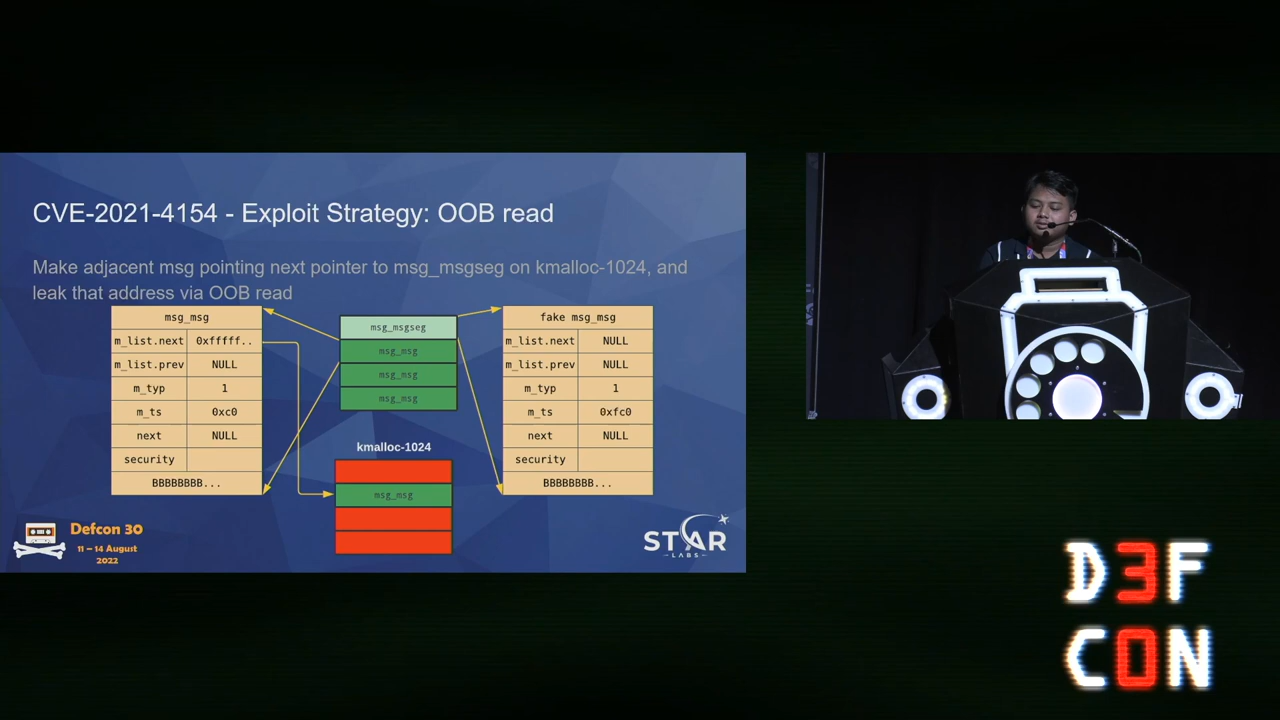 CVE-2021-4154 - Exploit Strategy: OOB read
Make adjacent msg pointing next pointer to msg_msgseg on kmalloc-1024, and
leak that address via OOB read
msg_msg
m_list.next 0xfffff..
m_list.prev NULL
m_typ 1
m_ts 0xc0
next NULL
security
BBBBBBBB...
msg_msgseg
msg_msg
msg_msg
msg_msg
kmalloc-1024
msg_msg
fake msg_msg
m_list.next NULL
m_list.prev NULL
m_typ 1
m_ts 0xfc0
next NULL
security
BBBBBBBB...
Defcon 30
11 – 14 August
2022
STAR
- LABS -
D3F
C0N